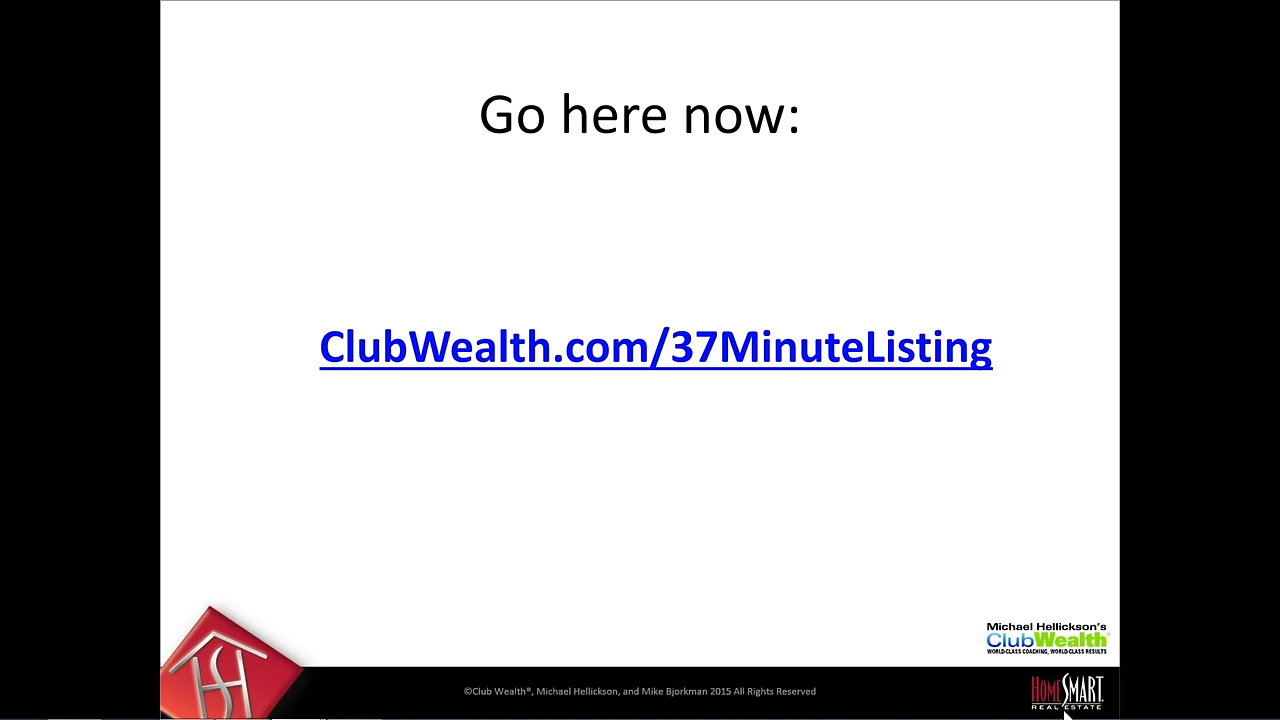 Go here now:
ClubWealth.com/37MinuteListing
Michael Hellickson's
ClubWealth®
WORLD-CLASS COACHING, WORLD-CLASS RESULTS
©Club Wealth®, Michael Hellickson, and Mike Bjorkman 2015 All Rights Reserved
HOMESMART
REAL ESTATE